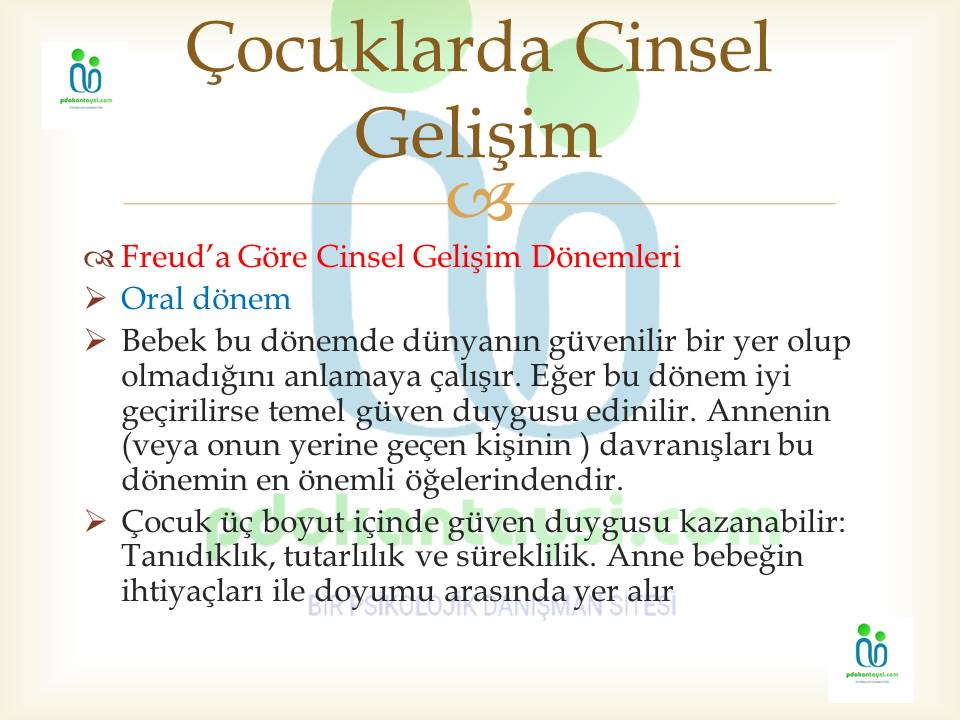 Çocuklarda Cinsel
Gelişim
pdokantaysi.com
Freud’a Göre Cinsel Gelişim Dönemleri
Oral dönem
Bebek bu dönemde dünyanın güvenilir bir yer olup
olmadığını anlamaya çalışır. Eğer bu dönem iyi
geçirilirse temel güven duygusu edinilir. Annenin
(veya onun yerine geçen kişinin ) davranışları bu
dönemin en önemli öğelerindendir.
Çocuk üç boyut içinde güven duygusu kazanabilir:
Tanıdıklık, tutarlılık ve süreklilik. Anne bebeğin
ihtiyaçları ile doyumu arasında yer alır
pdokantaysi.com
BİR PSİKOLOJİK DANIŞMAN SİTESİ
pdokantaysi.com